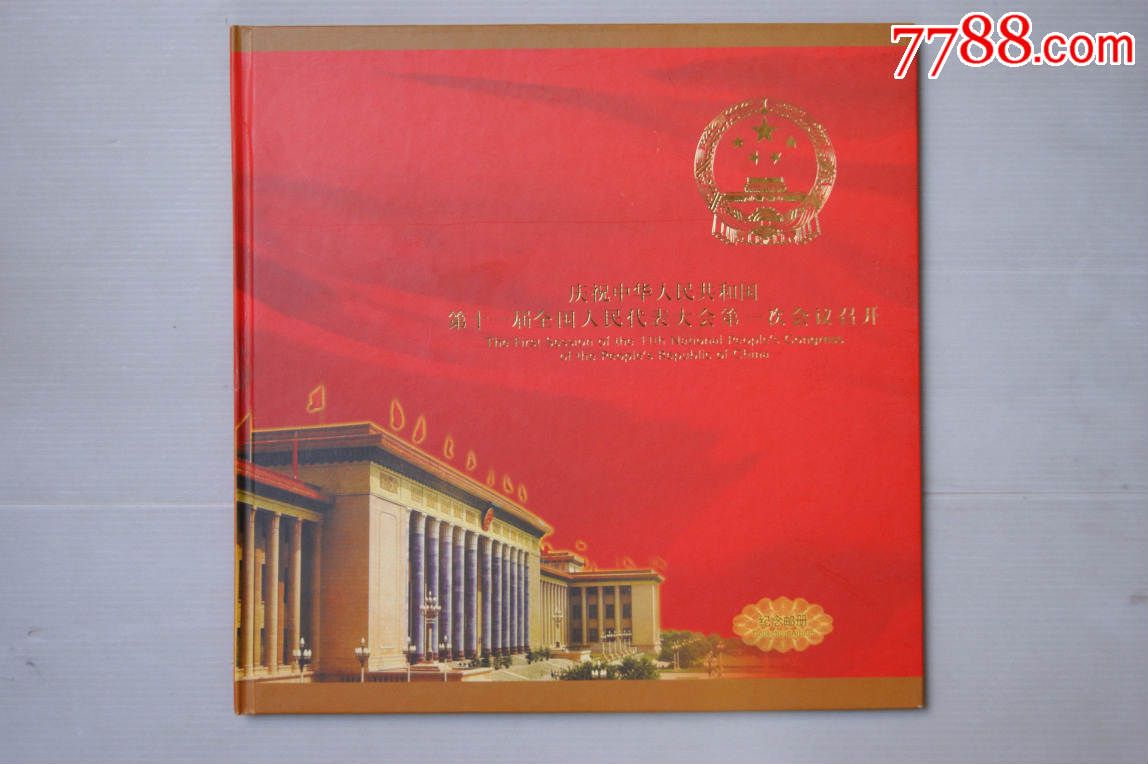 7788.com
庆祝中华人民共和国
第十一届全国人民代表大会第一次会议召开
The First Session of the 11th National People's Congress
of the People's Republic of China
纪念邮册